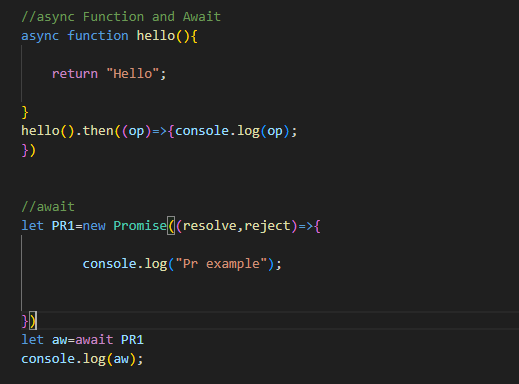 //async Function and Await
async function hello(){
return "Hello";
}
hello().then((op)=>{console.log(op);
})
//await
let PR1=new Promise((resolve,reject)=>{
console.log("Pr example");
})
let aw=await PR1
console.log(aw);